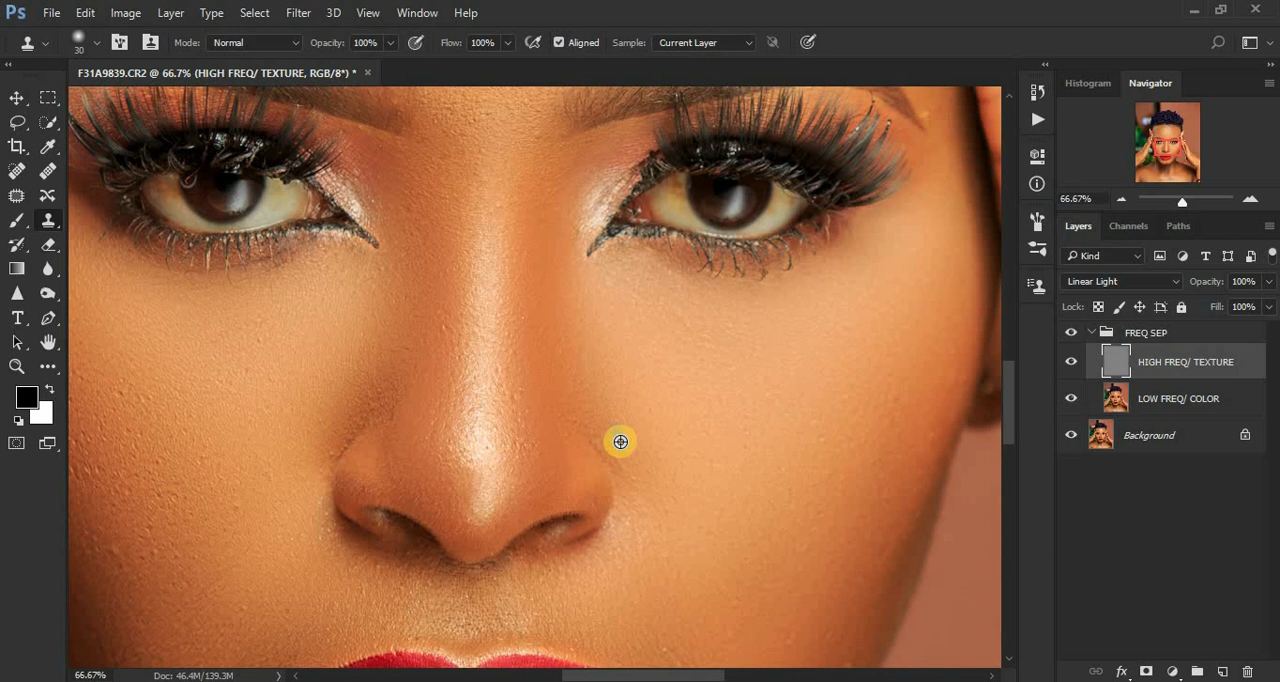 Ps File Edit Image Layer Type Select Filter 3D View Window Help
30 Mode: Normal Opacity: 100% Flow: 100% Aligned Sample: Current Layer
F31A9839.CR2 @ 66.7% (HIGH FREQ/ TEXTURE, RGB/8*) *
Histogram Navigator
66.67%
Layers Channels Paths
Kind
Linear Light Opacity: 100%
Lock: Fill: 100%
FREQ SEP
HIGH FREQ/ TEXTURE
LOW FREQ/ COLOR
Background
66.67% Doc: 46.4M/139.3M